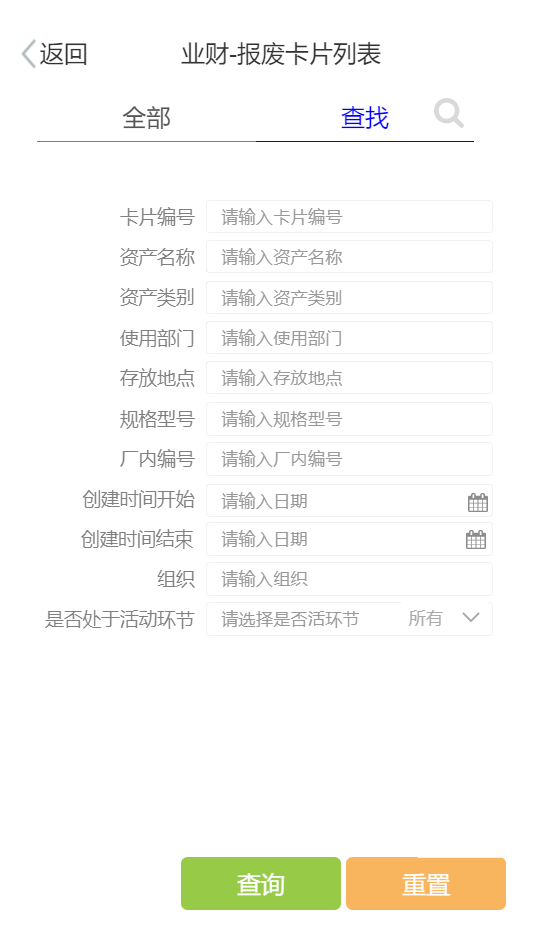 返回 业财-报废卡片列表
全部 查找
卡片编号 请输入卡片编号
资产名称 请输入资产名称
资产类别 请输入资产类别
使用部门 请输入使用部门
存放地点 请输入存放地点
规格型号 请输入规格型号
厂内编号 请输入厂内编号
创建时间开始 请输入日期
创建时间结束 请输入日期
组织 请输入组织
是否处于活动环节 请选择是否活环节 所有
查询 重置